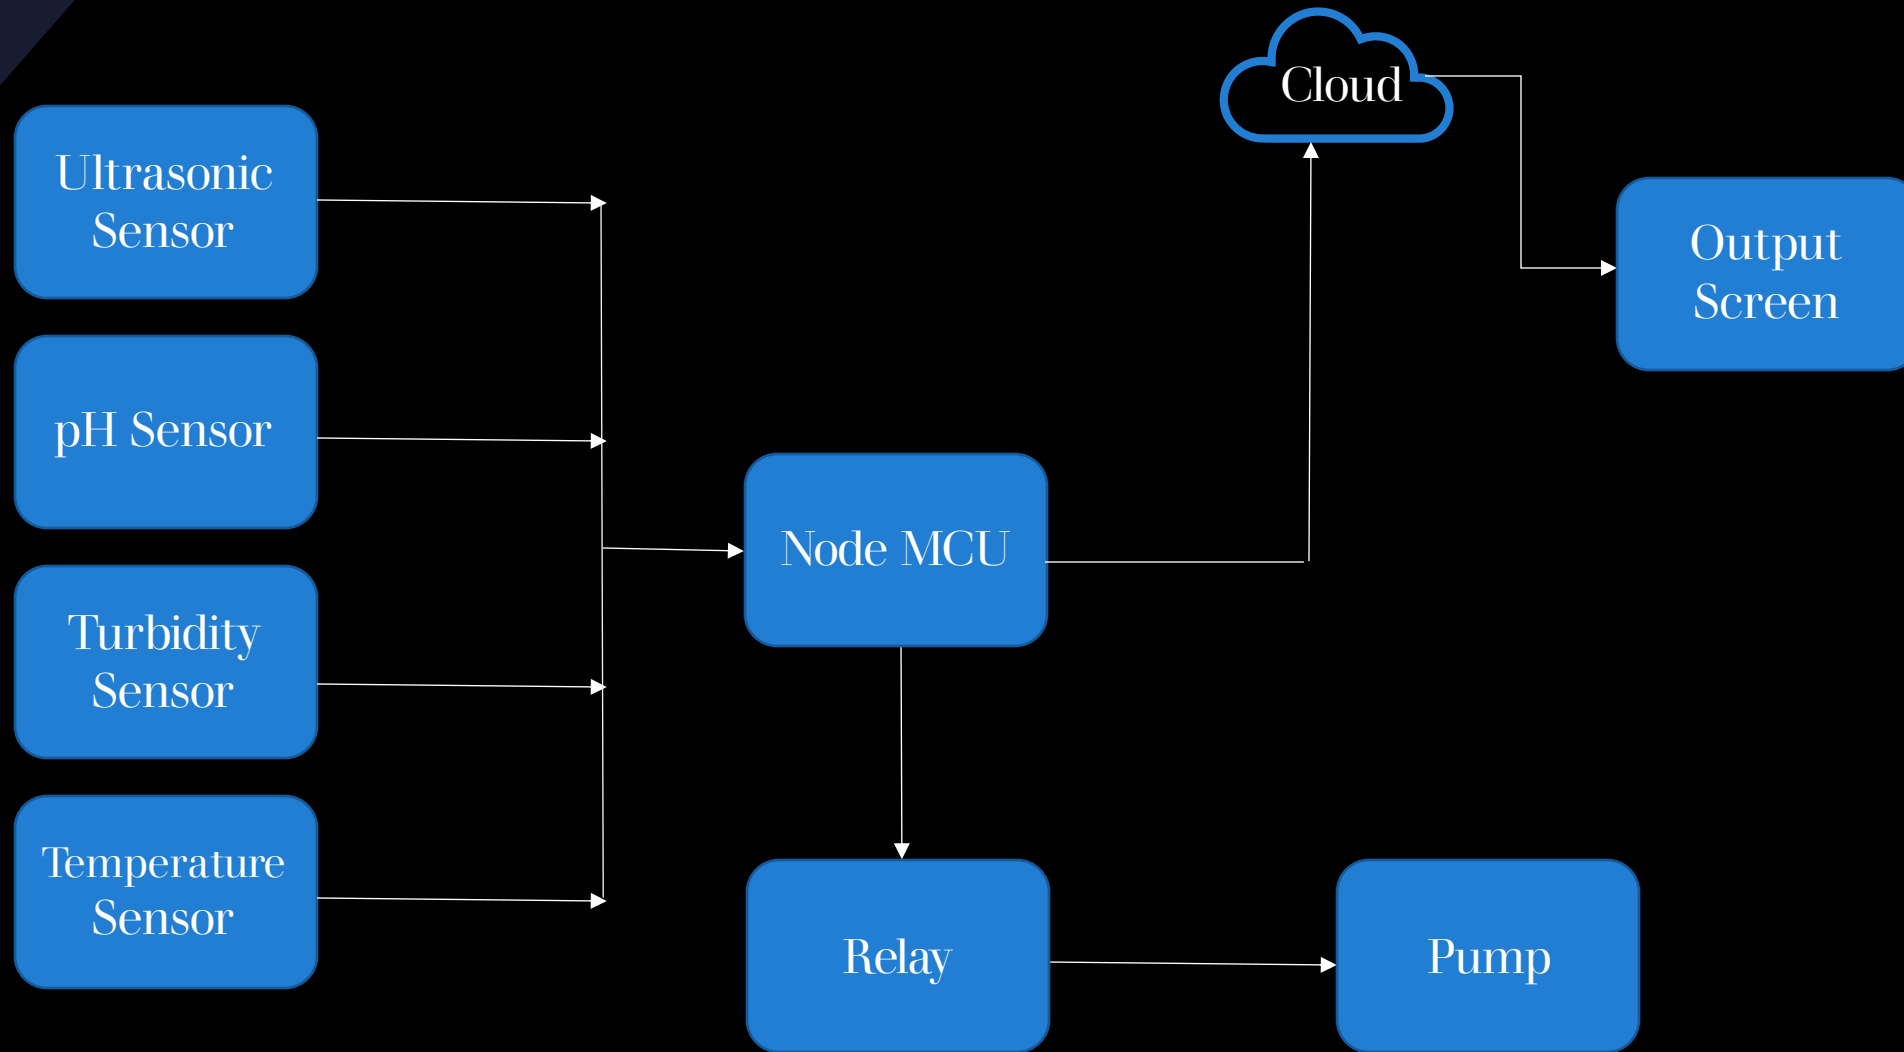 Cloud
Ultrasonic
Sensor
Output
Screen
pH Sensor
Node MCU
Turbidity
Sensor
Temperature
Sensor
Relay
Pump